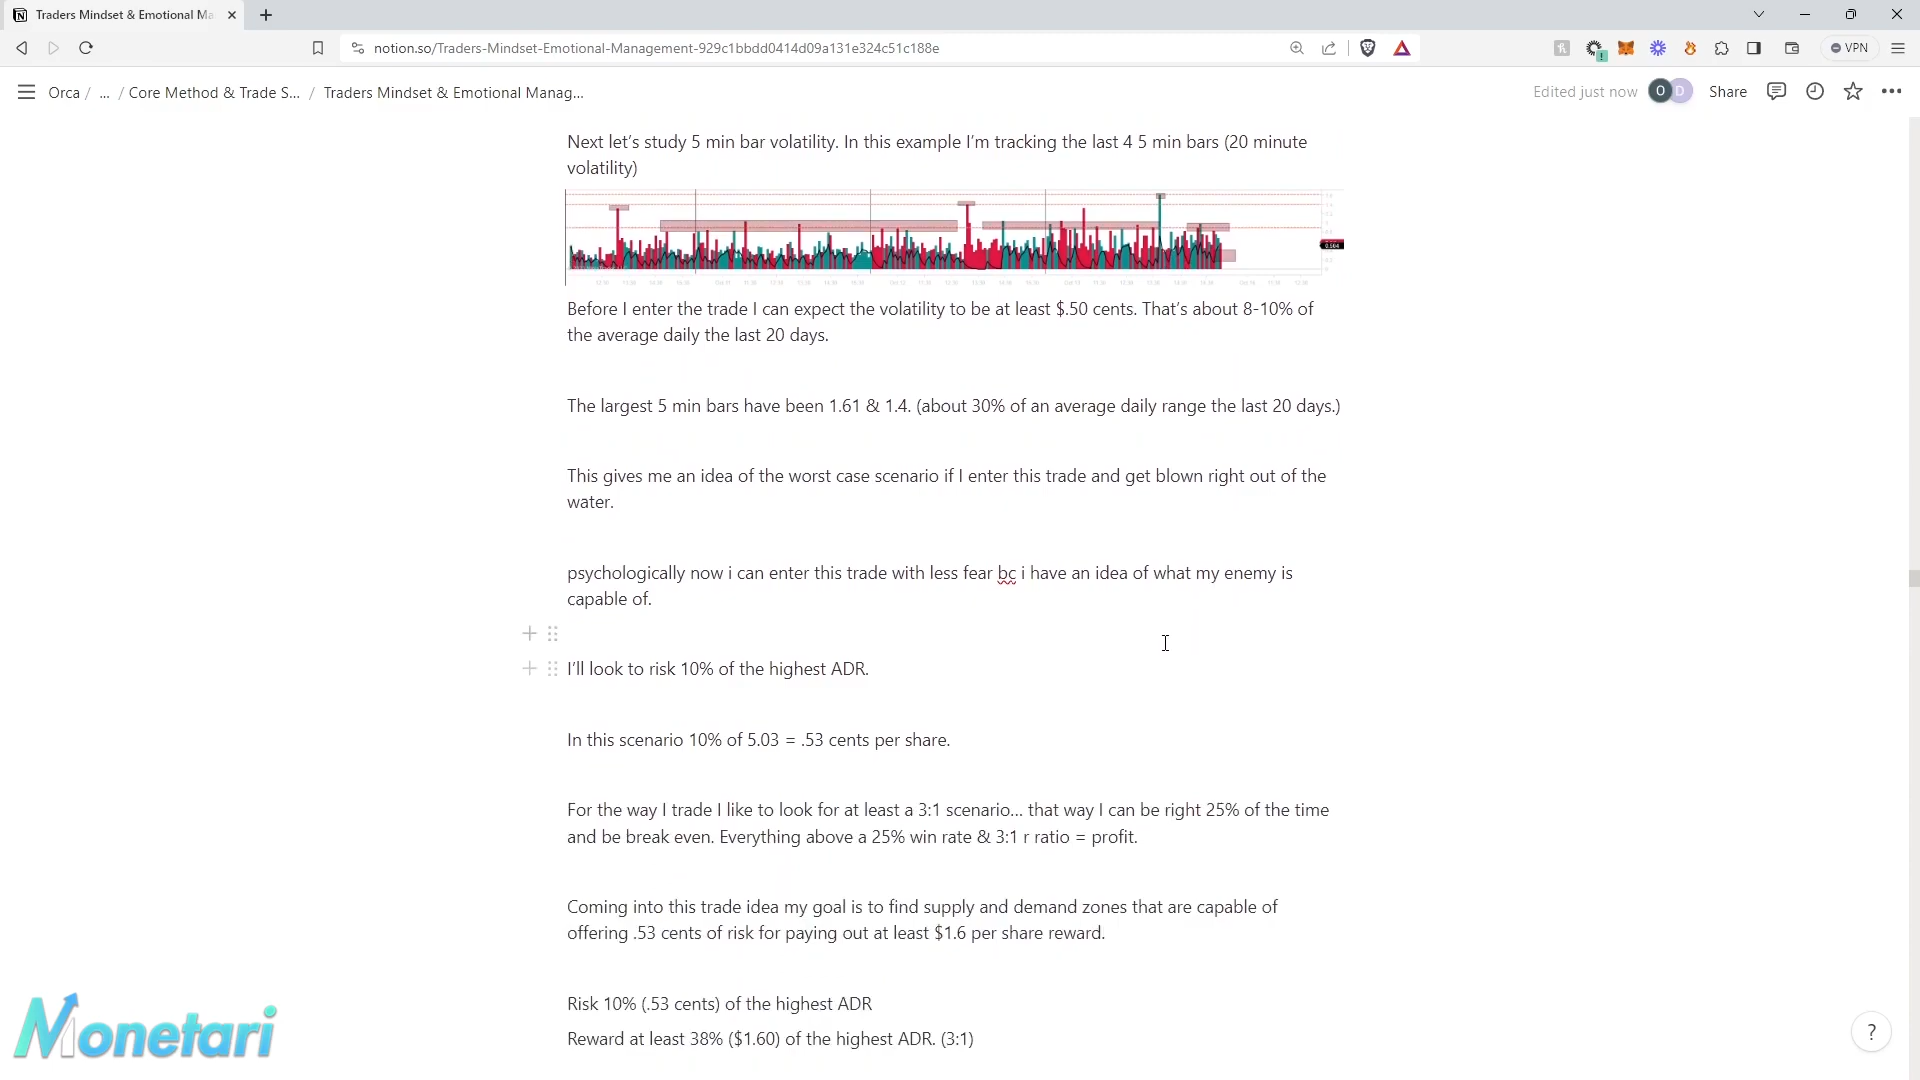 Traders Mindset & Emotional Ma
notion.so/Traders-Mindset-Emotional-Management-929c1bbdd0414d09a131e324c51c188e
VPN
Orca / ... / Core Method & Trade S... / Traders Mindset & Emotional Manag...
Edited just now O D Share
Next let's study 5 min bar volatility. In this example I'm tracking the last 4 5 min bars (20 minute
volatility)
Before I enter the trade I can expect the volatility to be at least $.50 cents. That's about 8-10% of
the average daily the last 20 days.
The largest 5 min bars have been 1.61 & 1.4. (about 30% of an average daily range the last 20 days.)
This gives me an idea of the worst case scenario if I enter this trade and get blown right out of the
water.
psychologically now i can enter this trade with less fear bc i have an idea of what my enemy is
capable of.
I'll look to risk 10% of the highest ADR.
In this scenario 10% of 5.03 = .53 cents per share.
For the way I trade I like to look for at least a 3:1 scenario... that way I can be right 25% of the time
and be break even. Everything above a 25% win rate & 3:1 r ratio = profit.
Coming into this trade idea my goal is to find supply and demand zones that are capable of
offering .53 cents of risk for paying out at least $1.6 per share reward.
Risk 10% (.53 cents) of the highest ADR
Reward at least 38% ($1.60) of the highest ADR. (3:1)
Monetari
?